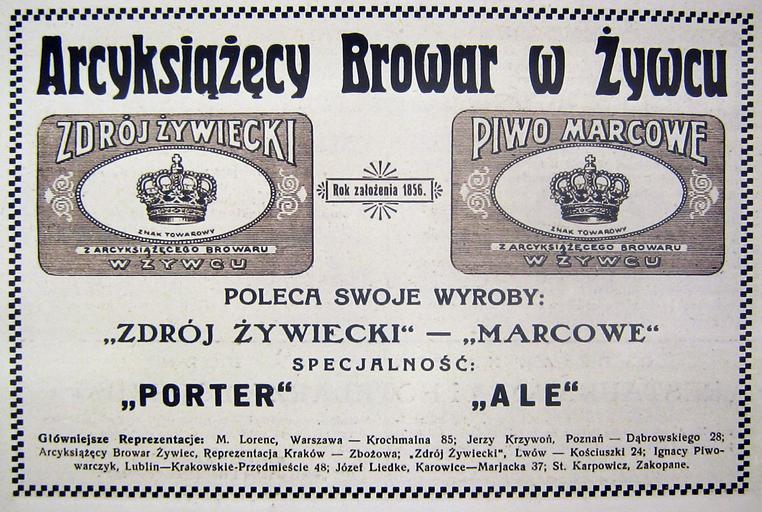 Arcyksiążęcy Browar w Żywcu
ZDRÓJ ŻYWIECKI
ZNAK TOWAROWY
Z ARCYKSIĄŻĘCEGO BROWARU
W ŻYWCU
Rok założenia 1856.
PIWO MARCOWE
ZNAK TOWAROWY
Z ARCYKSIĄŻĘCEGO BROWARU
W ŻYWCU
POLECA SWOJE WYROBY:
„ZDRÓJ ŻYWIECKI“ — „MARCOWE“
SPECJALNOŚĆ:
„PORTER“ „ALE“
Główniejsze Reprezentacje: M. Lorenc, Warszawa — Krochmalna 85; Jerzy Krzywoń, Poznań — Dąbrowskiego 28;
Arcyksiążęcy Browar Żywiec, Reprezentacja Kraków — Zbożowa; „Zdrój Żywiecki“, Lwów — Kościuszki 24; Ignacy Piwo-
warczyk, Lublin—Krakowskie-Przędmieście 48; Józef Liedke, Karowice—Marjacka 37; St. Karpowicz, Zakopane.